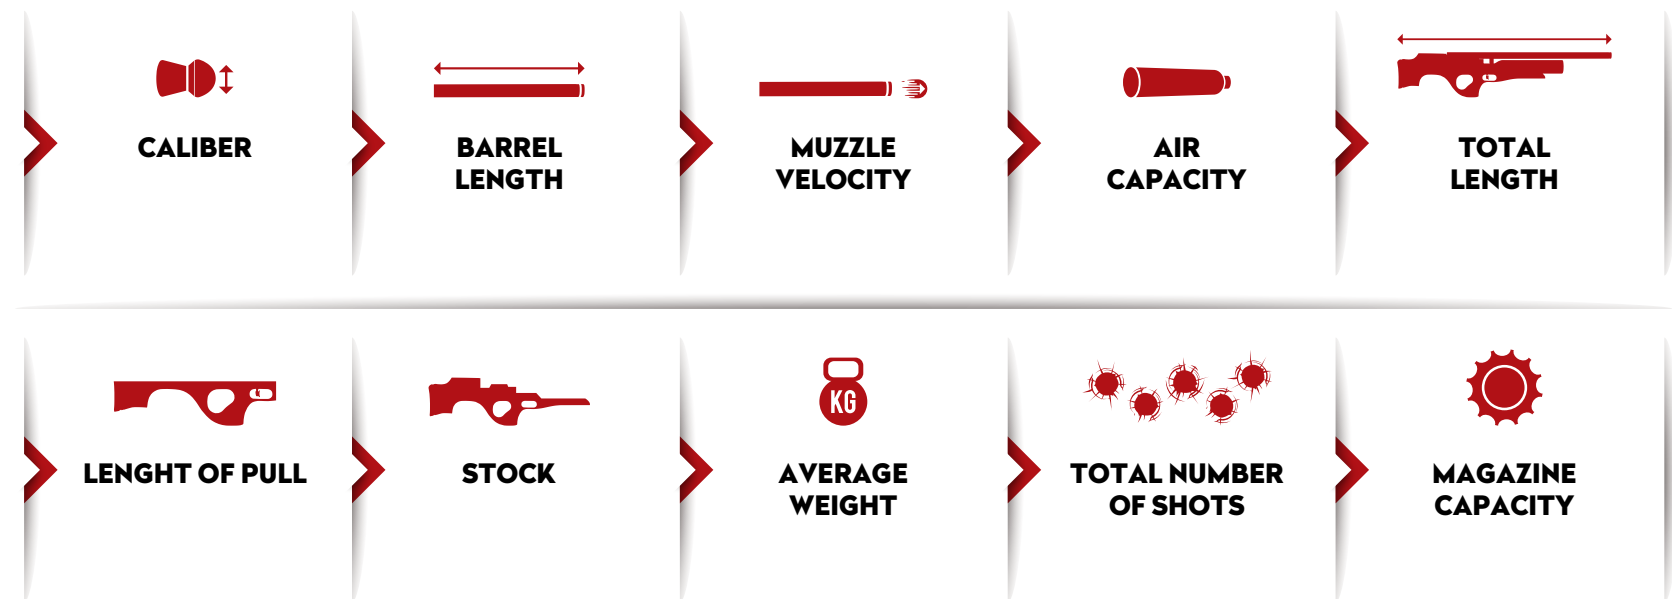 CALIBER
BARREL
LENGTH
MUZZLE
VELOCITY
AIR
CAPACITY
TOTAL
LENGTH
LENGHT OF PULL
STOCK
KG
AVERAGE
WEIGHT
TOTAL NUMBER
OF SHOTS
MAGAZINE
CAPACITY